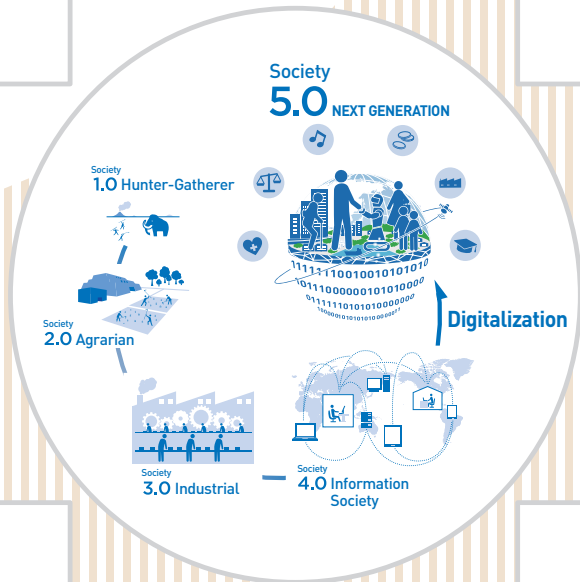 Society
5.0 NEXT GENERATION
Society
1.0 Hunter-Gatherer
Society
2.0 Agrarian
Society
3.0 Industrial
Society
4.0 Information
Society
Digitalization